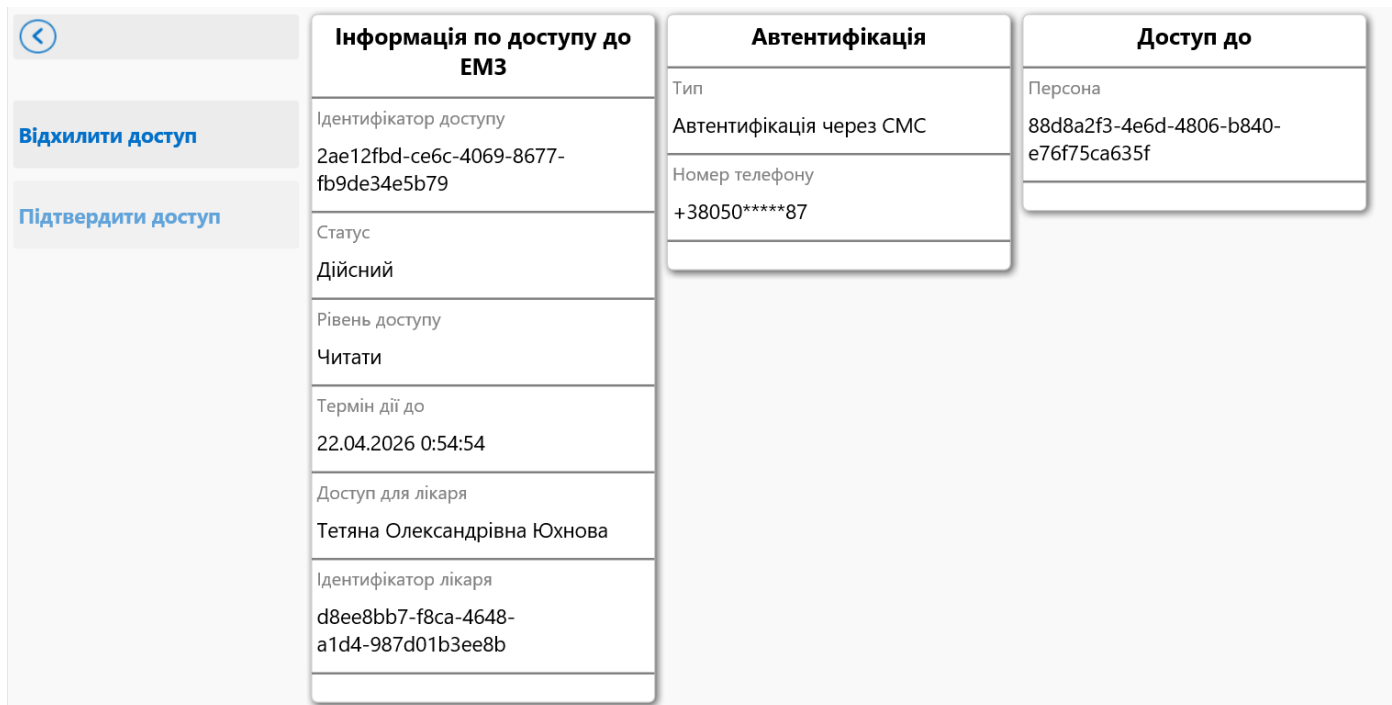 Відхилити доступ
Підтвердити доступ
Інформація по доступу до
ЕМЗ
Ідентифікатор доступу
2ae12fbd-ce6c-4069-8677-
fb9de34e5b79
Статус
Дійсний
Рівень доступу
Читати
Термін дії до
22.04.2026 0:54:54
Доступ для лікаря
Тетяна Олександрівна Юхнова
Ідентифікатор лікаря
d8ee8bb7-f8ca-4648-
a1d4-987d01b3ee8b
Автентифікація
Тип
Автентифікація через СМС
Номер телефону
+38050*****87
Доступ до
Персона
88d8a2f3-4e6d-4806-b840-
e76f75ca635f